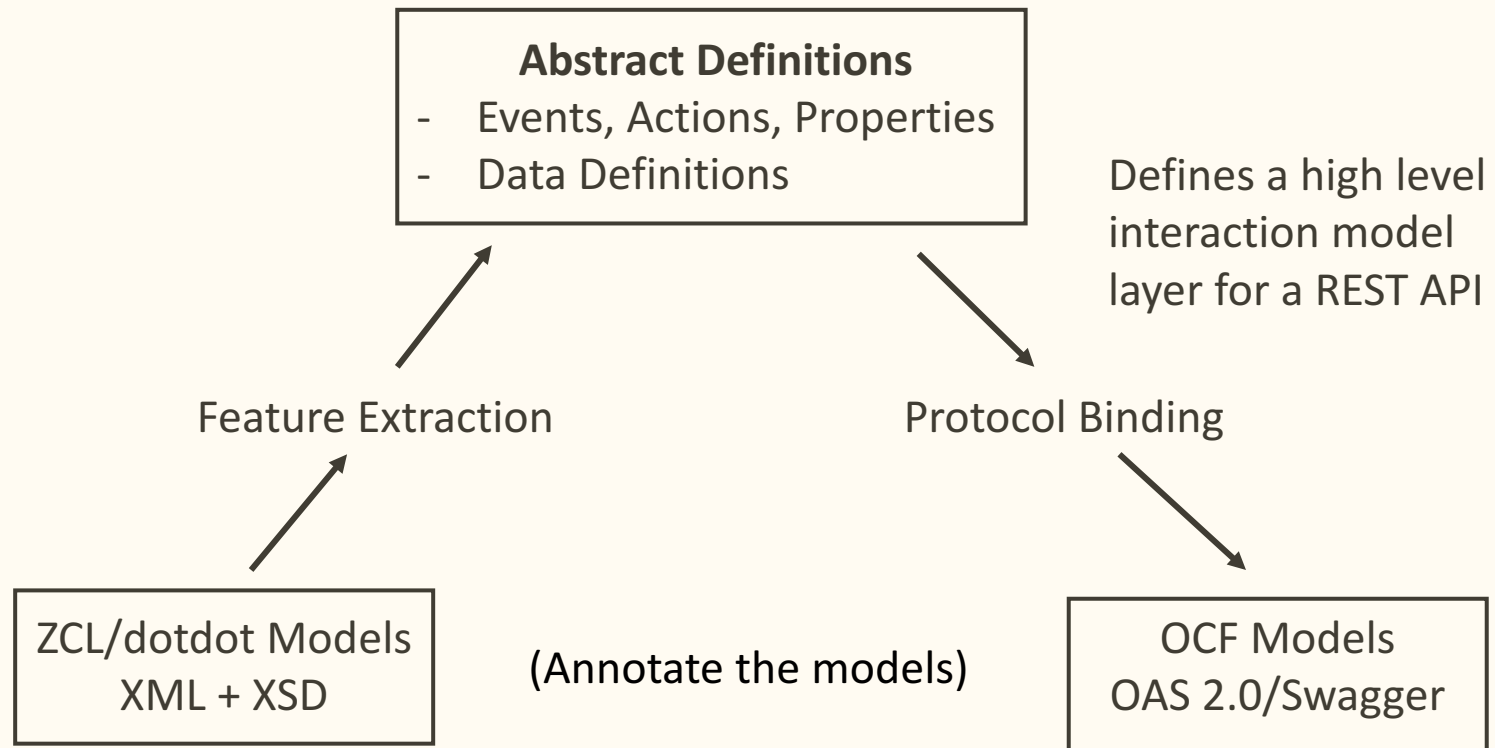 Abstract Definitions
- Events, Actions, Properties
- Data Definitions
Defines a high level
interaction model
layer for a REST API
Feature Extraction
Protocol Binding
ZCL/dotdot Models
XML + XSD
(Annotate the models)
OCF Models
OAS 2.0/Swagger